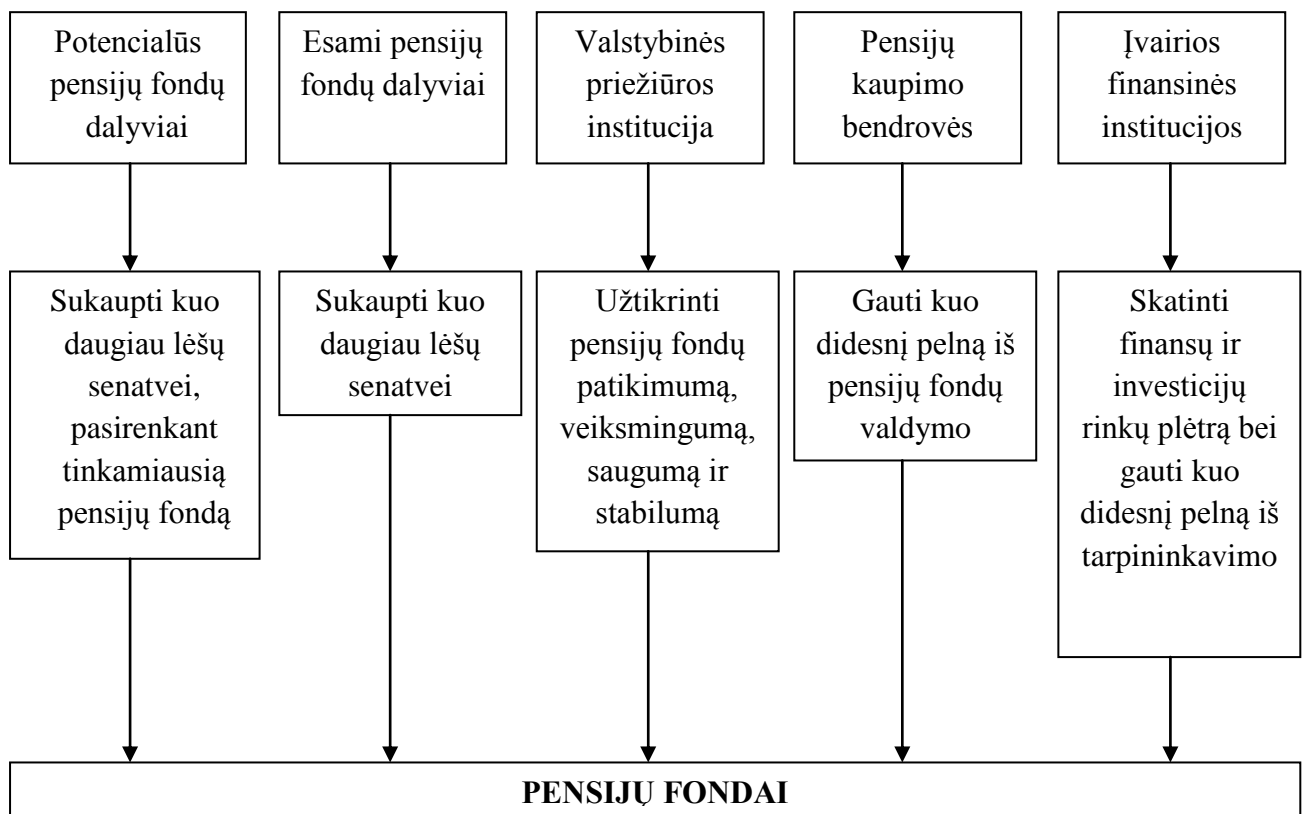 Potencialūs
pensijų fondų
dalyviai
Esami pensijų
fondų dalyviai
Valstybinės
priežiūros
institucija
Pensijų
kaupimo
bendrovės
Įvairios
finansinės
institucijos
Sukaupti kuo
daugiau lėšų
senatvei,
pasirenkant
tinkamiausią
pensijų fondą
Sukaupti kuo
daugiau lėšų
senatvei
Užtikrinti
pensijų fondų
patikimumą,
veiksmingumą,
saugumą ir
stabilumą
Gauti kuo
didesnį pelną iš
pensijų fondų
valdymo
Skatinti
finansų ir
investicijų
rinkų plėtrą bei
gauti kuo
didesnį pelną iš
tarpininkavimo
PENSIJŲ FONDAI